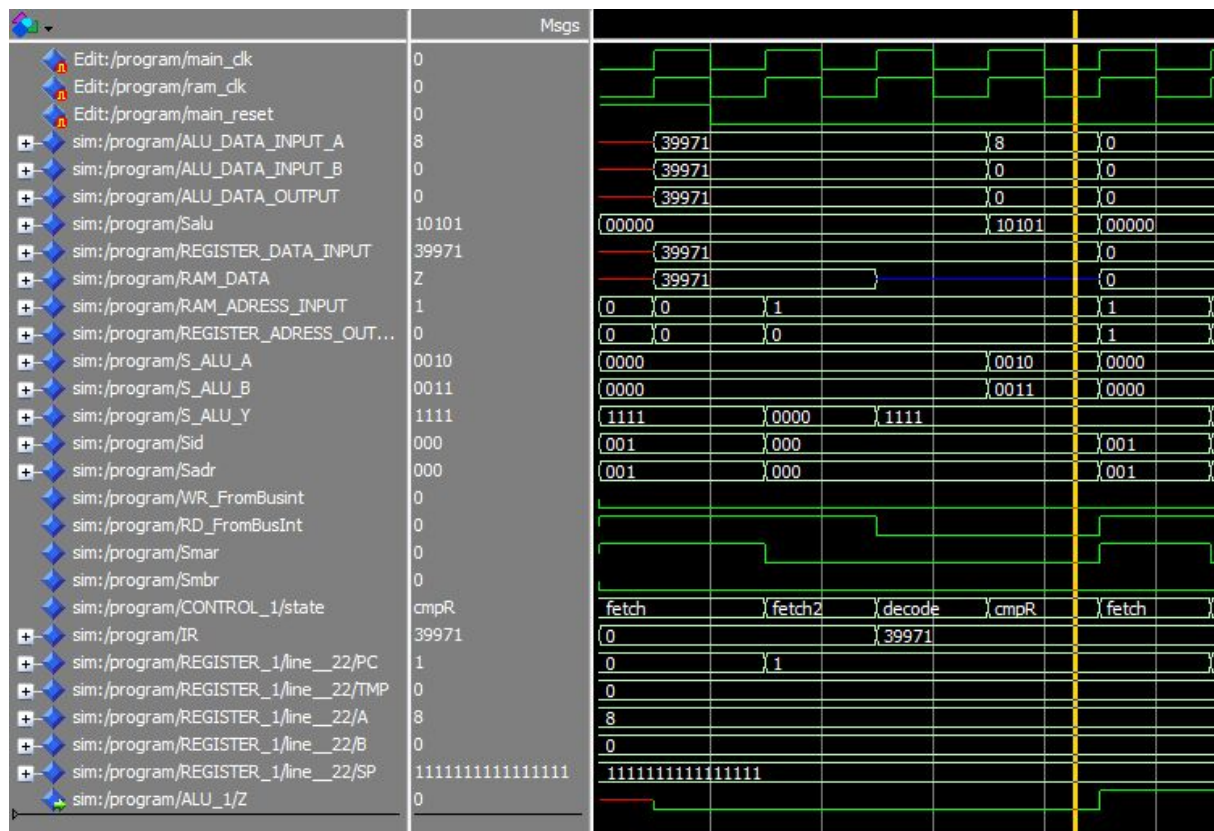 Msgs
Edit:/program/main_clk 0
Edit:/program/ram_clk 0
Edit:/program/main_reset 0
sim:/program/ALU_DATA_INPUT_A 8 39971 8 0
sim:/program/ALU_DATA_INPUT_B 0 39971 0 0
sim:/program/ALU_DATA_OUTPUT 0 39971 0 0
sim:/program/Salu 10101 00000 10101 00000
sim:/program/REGISTER_DATA_INPUT 39971 39971 0
sim:/program/RAM_DATA Z 39971 0
sim:/program/RAM_ADRESS_INPUT 1 0 0 1 1
sim:/program/REGISTER_ADRESS_OUT... 0 0 0 0 1
sim:/program/S_ALU_A 0010 0000 0010 0000
sim:/program/S_ALU_B 0011 0000 0011 0000
sim:/program/S_ALU_Y 1111 1111 0000 1111
sim:/program/Sid 000 001 000 001
sim:/program/Sadr 000 001 000 001
sim:/program/WR_FromBusint 0
sim:/program/RD_FromBusInt 0
sim:/program/Smar 0
sim:/program/Smbr 0
sim:/program/CONTROL_1/state cmpR fetch fetch2 decode cmpR fetch
sim:/program/IR 39971 0 39971
sim:/program/REGISTER_1/line__22/PC 1 0 1
sim:/program/REGISTER_1/line__22/TMP 0 0
sim:/program/REGISTER_1/line__22/A 8 8
sim:/program/REGISTER_1/line__22/B 0 0
sim:/program/REGISTER_1/line__22/SP 1111111111111111 1111111111111111
sim:/program/ALU_1/Z 0